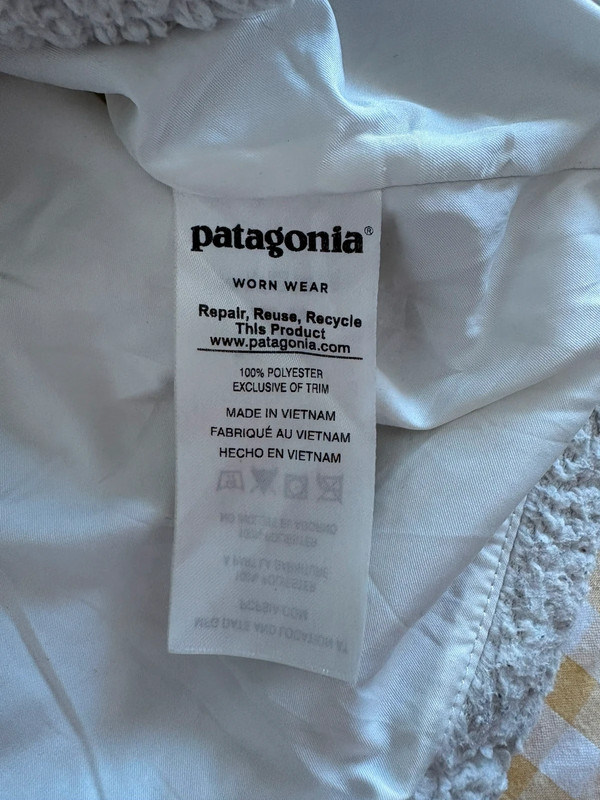 patagonia®
WORN WEAR
Repair, Reuse, Recycle
This Product
www.patagonia.com
100% POLYESTER
EXCLUSIVE OF TRIM
MADE IN VIETNAM
FABRIQUÉ AU VIETNAM
HECHO EN VIETNAM